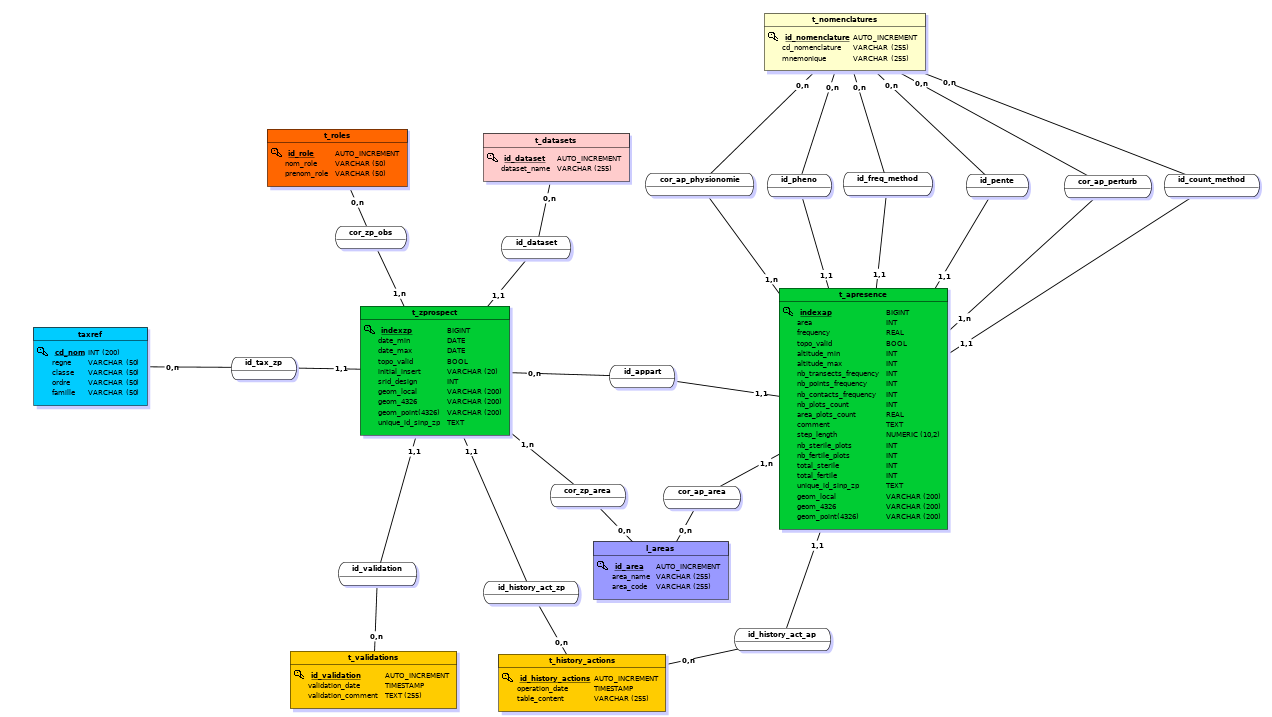 t_nomenclatures
id_nomenclature AUTO_INCREMENT
cd_nomenclature VARCHAR (255)
mnemonique VARCHAR (255)
0,n 0,n 0,n 0,n 0,n 0,n
t_roles
id_role AUTO_INCREMENT
nom_role VARCHAR (50)
prenom_role VARCHAR (50)
t_datasets
id_dataset AUTO_INCREMENT
dataset_name VARCHAR (255)
cor_ap_physionomie id_pheno id_freq_method id_pente cor_ap_perturb id_count_method
0,n
0,n
cor_zp_obs
id_dataset
1,n
1,1
1,n 1,1 1,1 1,1 1,n 1,1
t_zprospect
indexzp BIGINT
date_min DATE
date_max DATE
topo_valid BOOL
initial_insert VARCHAR (20)
srid_design INT
geom_local VARCHAR (200)
geom_4326 VARCHAR (200)
geom_point(4326) VARCHAR (200)
unique_id_sinp_zp TEXT
t_apresence
indexap BIGINT
area INT
frequency REAL
topo_valid BOOL
altitude_min INT
altitude_max INT
nb_transects_frequency INT
nb_points_frequency INT
nb_contacts_frequency INT
nb_plots_count INT
area_plots_count REAL
comment TEXT
step_length NUMERIC (10,2)
nb_sterile_plots INT
nb_fertile_plots INT
total_sterile INT
total_fertile INT
unique_id_sinp_zp TEXT
geom_local VARCHAR (200)
geom_4326 VARCHAR (200)
geom_point(4326) VARCHAR (200)
taxref
cd_nom INT (200)
regne VARCHAR (50
classe VARCHAR (50
ordre VARCHAR (50
famille VARCHAR (50
0,n id_tax_zp 1,1
0,n id_appart 1,1
1,1 1,1 1,n 1,n
cor_zp_area cor_ap_area
0,n 0,n
l_areas
id_area AUTO_INCREMENT
area_name VARCHAR (255)
area_code VARCHAR (255)
1,1
id_validation
id_history_act_zp
id_history_act_ap
0,n 0,n 0,n
t_validations
id_validation AUTO_INCREMENT
validation_date TIMESTAMP
validation_comment TEXT (255)
t_history_actions
id_history_actions AUTO_INCREMENT
operation_date TIMESTAMP
table_content VARCHAR (255)